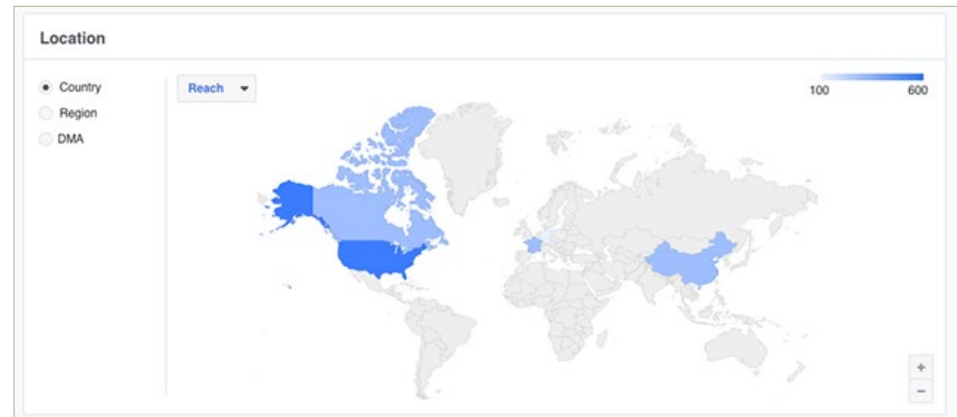 Location
Country
Region
DMA
Reach
100 600
+
−